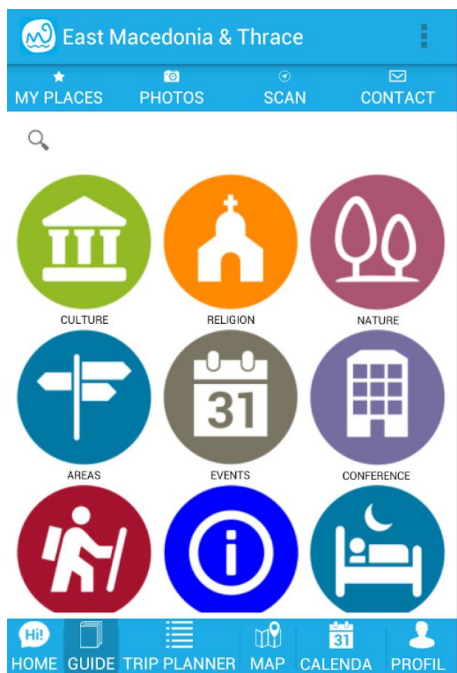 East Macedonia & Thrace
MY PLACES PHOTOS SCAN CONTACT
CULTURE RELIGION NATURE
31
AREAS EVENTS CONFERENCE
i
Hi! 31
HOME GUIDE TRIP PLANNER MAP CALENDA PROFIL